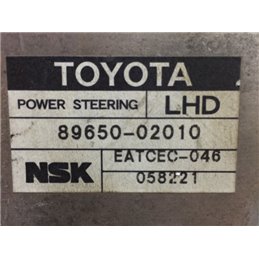 TOYOTA
POWER STEERING LHD
89650-02010
NSK EATCEC-046
058221